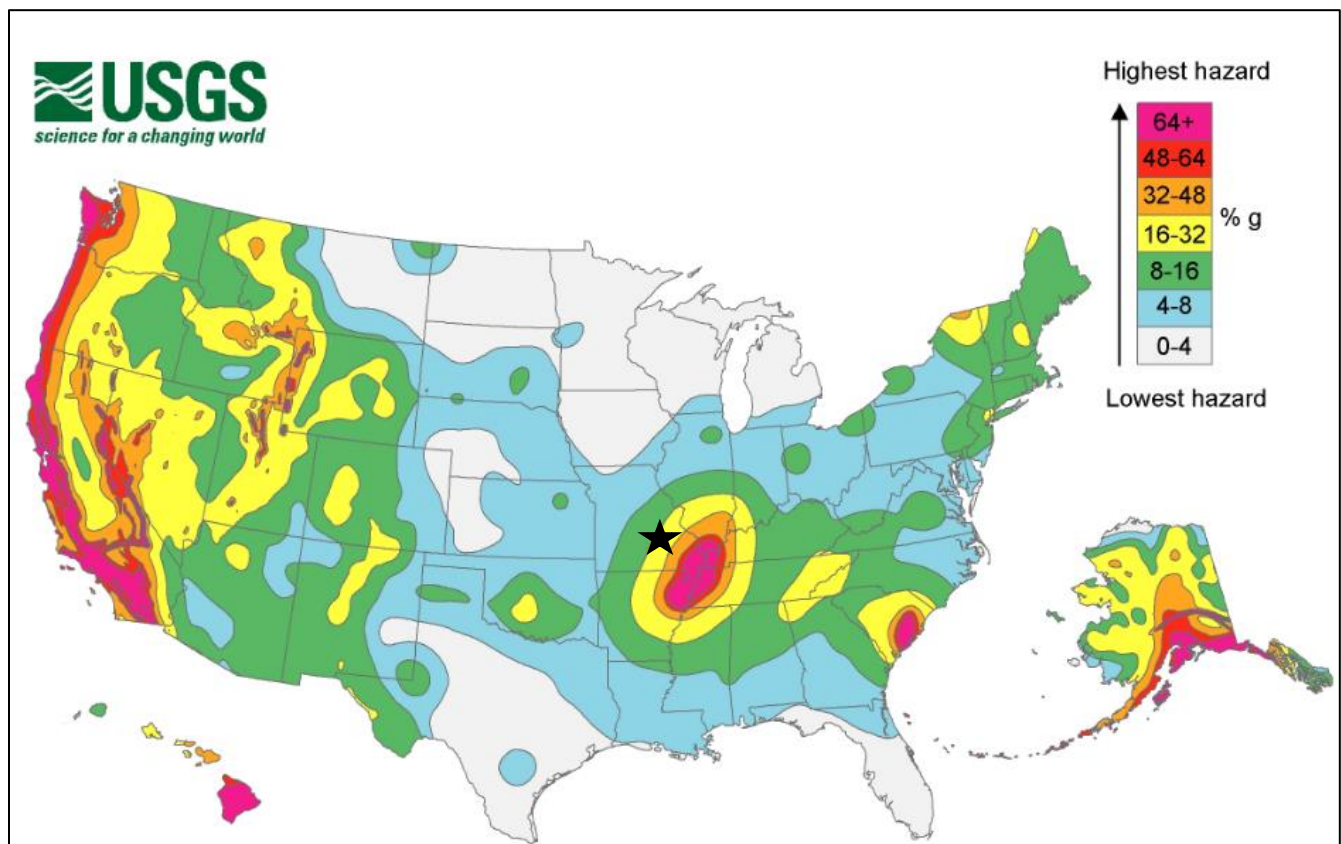 USGS
science for a changing world
Highest hazard
64+
48-64
32-48
16-32
8-16
4-8
0-4
% g
Lowest hazard